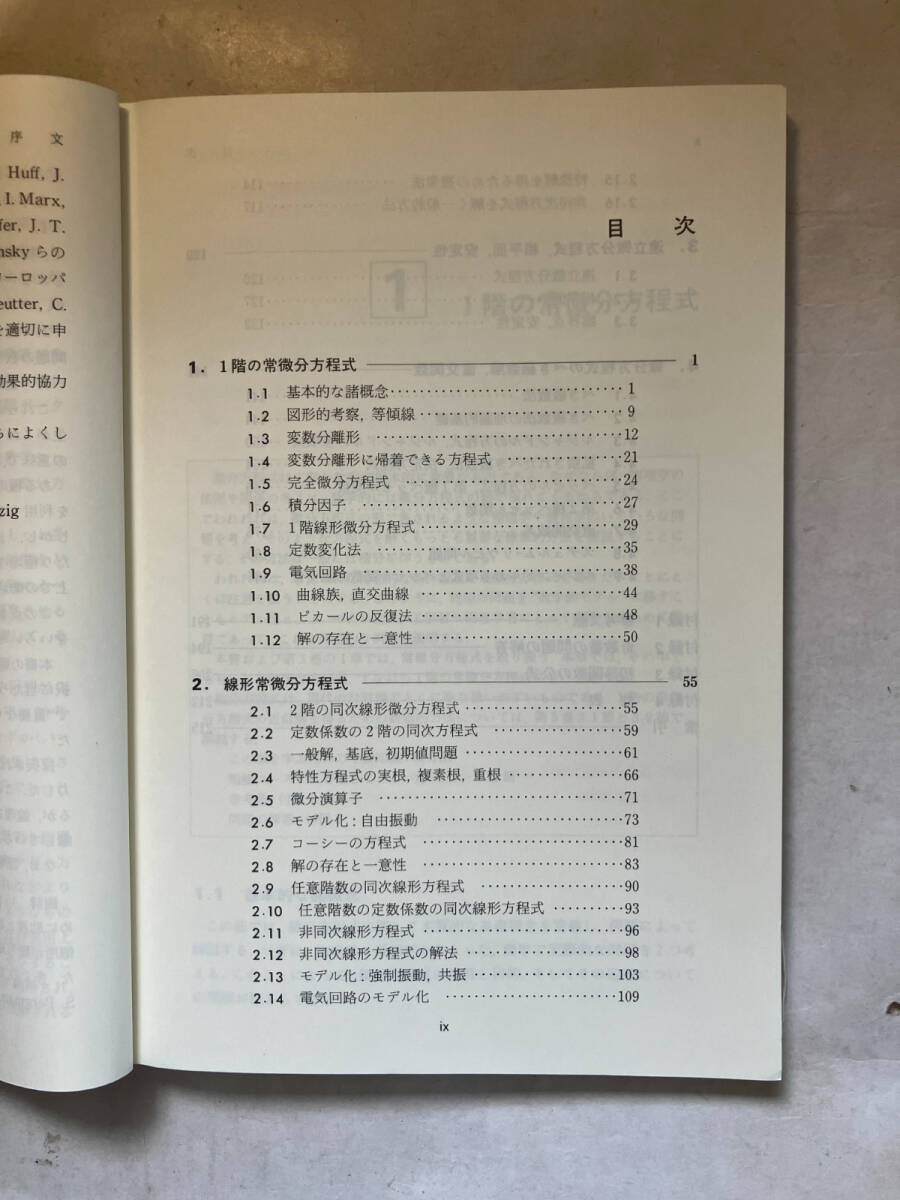 序 文
Huff, J.
, I. Marx,
fer, J. T.
nsky らの
ーロッパ
eutter, C.
を適切に申
効果的協力
らによくし
zig
目 次
1. 1階の常微分方程式 1
1.1 基本的な諸概念 1
1.2 図形的考察, 等傾線 9
1.3 変数分離形 12
1.4 変数分離形に帰着できる方程式 21
1.5 完全微分方程式 24
1.6 積分因子 27
1.7 1階線形微分方程式 29
1.8 定数変化法 35
1.9 電気回路 38
1.10 曲線族, 直交曲線 44
1.11 ピカールの反復法 48
1.12 解の存在と一意性 50
2. 線形常微分方程式 55
2.1 2階の同次線形微分方程式 55
2.2 定数係数の2階の同次方程式 59
2.3 一般解, 基底, 初期値問題 61
2.4 特性方程式の実根, 複素根, 重根 66
2.5 微分演算子 71
2.6 モデル化:自由振動 73
2.7 コーシーの方程式 81
2.8 解の存在と一意性 83
2.9 任意階数の同次線形方程式 90
2.10 任意階数の定数係数の同次線形方程式 93
2.11 非同次線形方程式 96
2.12 非同次線形方程式の解法 98
2.13 モデル化:強制振動, 共振 103
2.14 電気回路のモデル化 109
ix